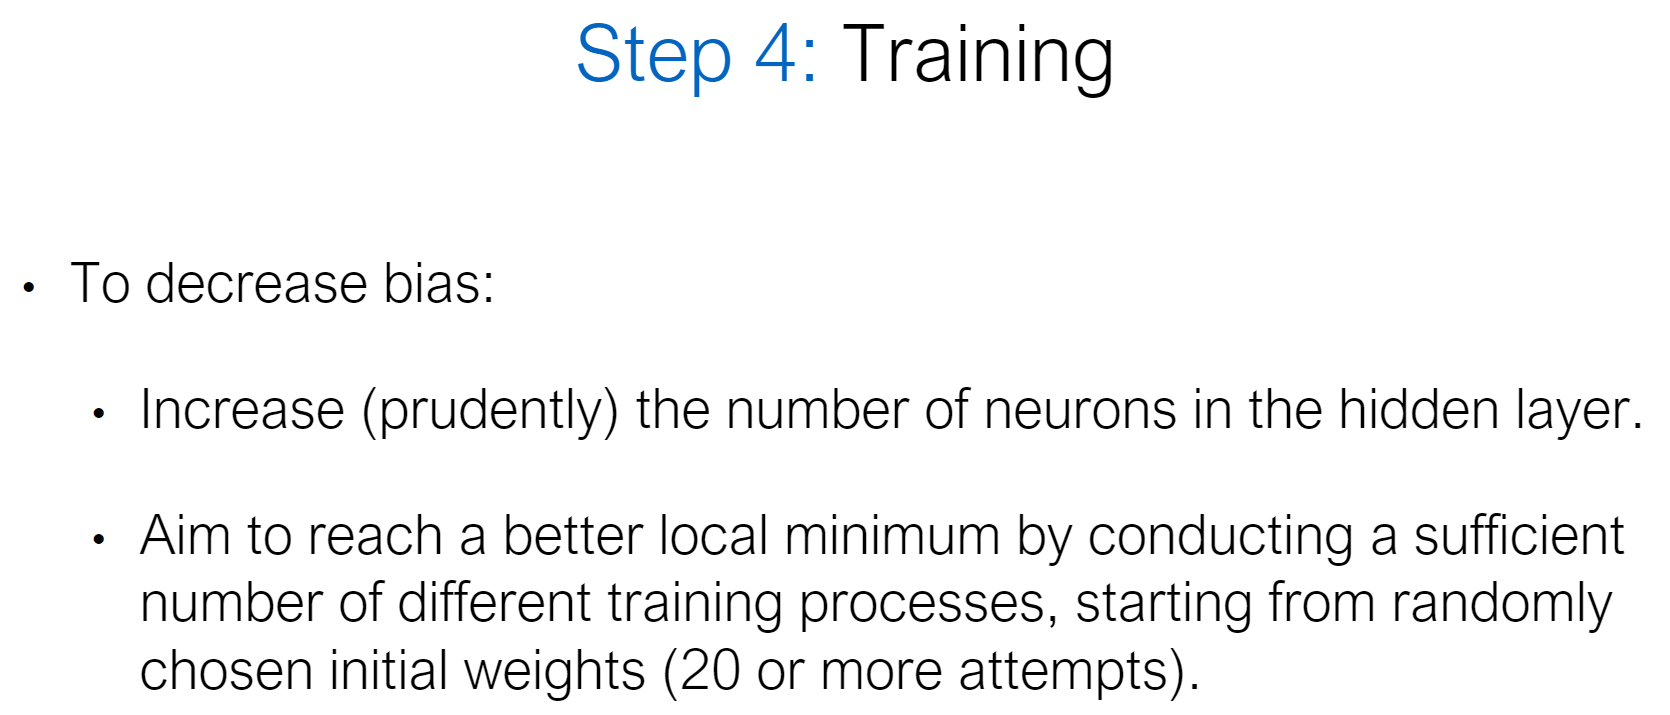 Step 4: Training
• To decrease bias:
• Increase (prudently) the number of neurons in the hidden layer.
• Aim to reach a better local minimum by conducting a sufficient
number of different training processes, starting from randomly
chosen initial weights (20 or more attempts).